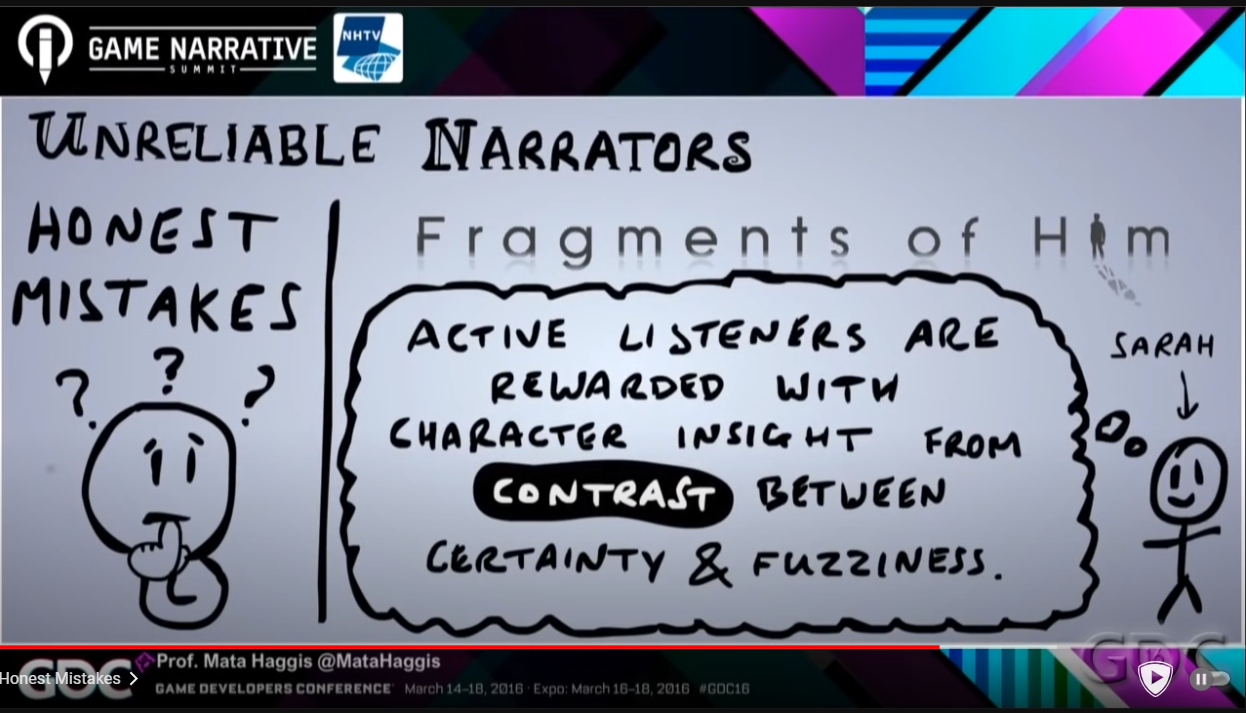 GAME NARRATIVE
SUMMIT
NHTV
UNRELIABLE NARRATORS
HONEST
MISTAKES
? ? ?
Fragments of Him
ACTIVE LISTENERS ARE
REWARDED WITH
CHARACTER INSIGHT FROM
CONTRAST BETWEEN
CERTAINTY & FUZZINESS.
SARAH
GDC
Prof. Mata Haggis @MataHaggis
GAME DEVELOPERS CONFERENCE March 14–18, 2016 · Expo: March 16–18, 2016 #GDC16
Honest Mistakes >
GDC